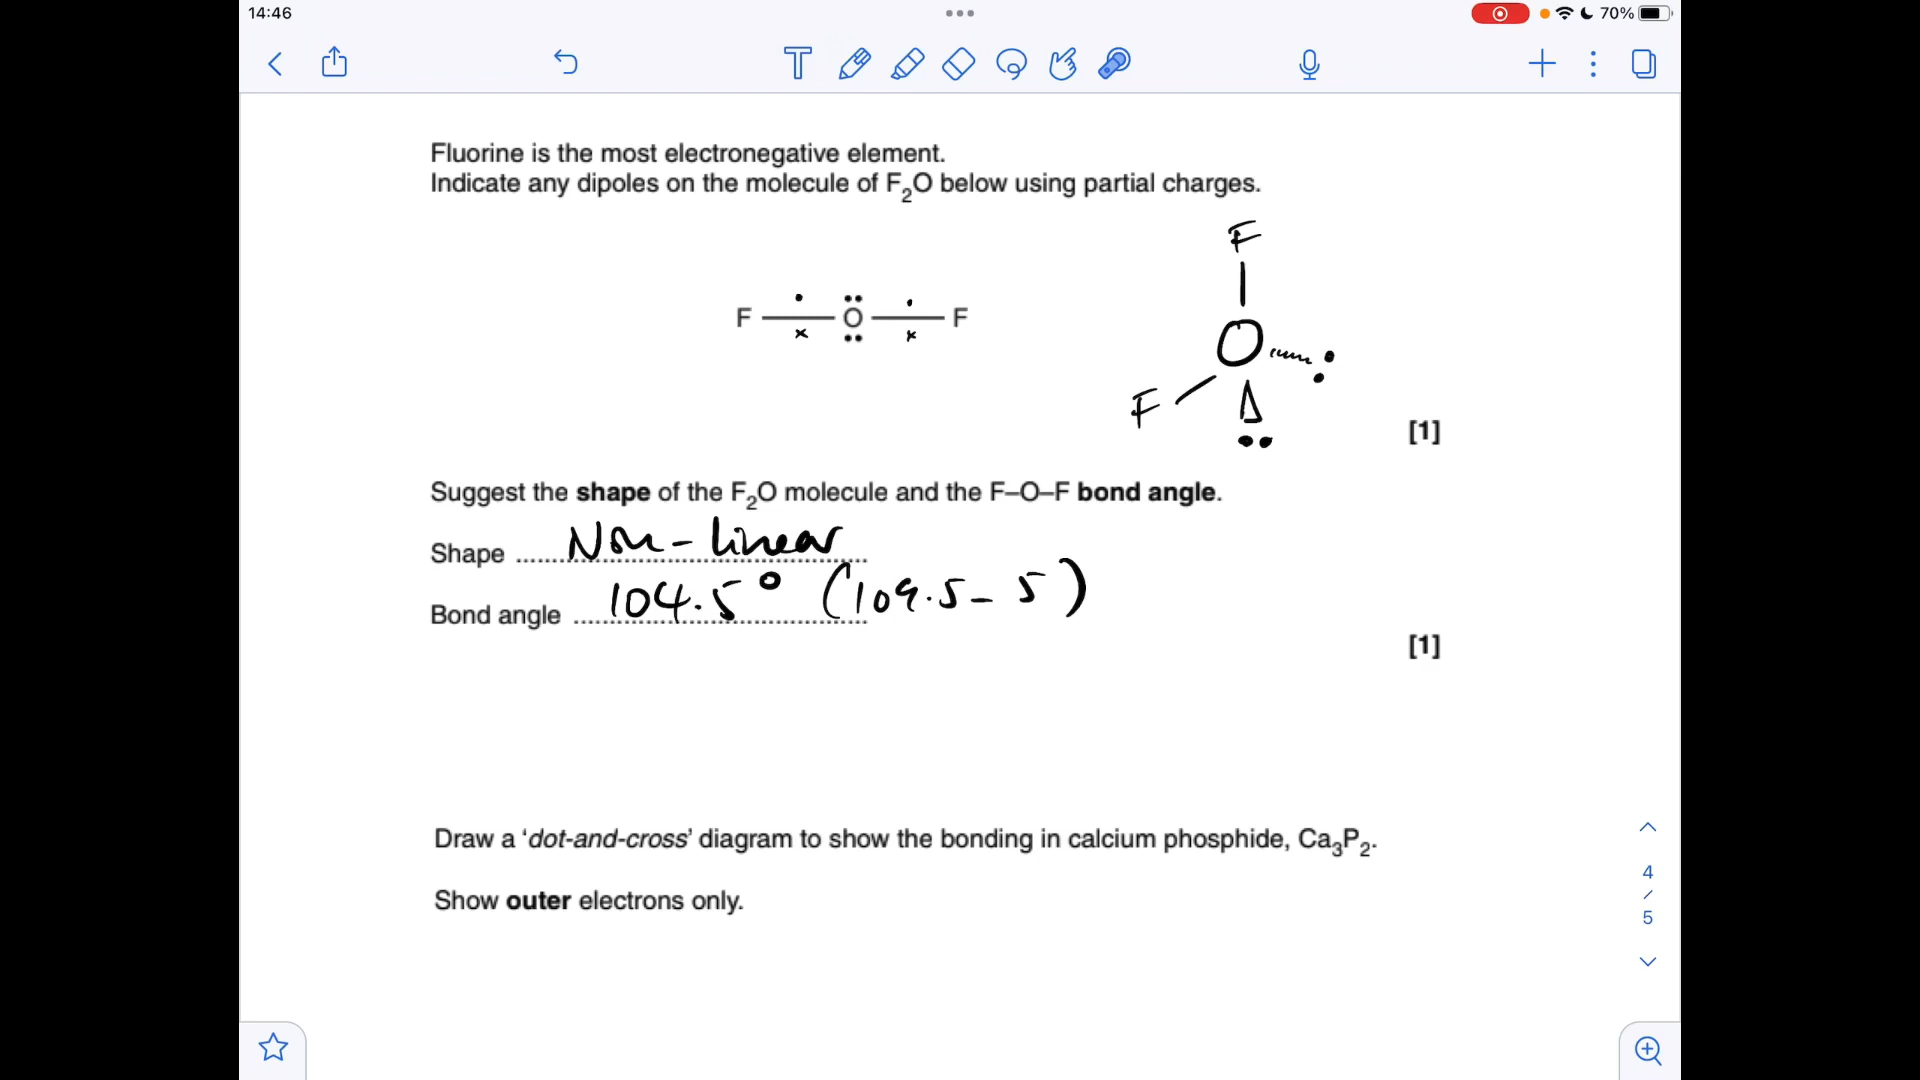 14:46
70%
Fluorine is the most electronegative element.
Indicate any dipoles on the molecule of F₂O below using partial charges.
F
F — O — F
O
F
[1]
Suggest the shape of the F₂O molecule and the F–O–F bond angle.
Shape Non-linear
Bond angle 104.5° (109.5 - 5)
[1]
Draw a 'dot-and-cross' diagram to show the bonding in calcium phosphide, Ca₃P₂.
4
/
5
Show outer electrons only.